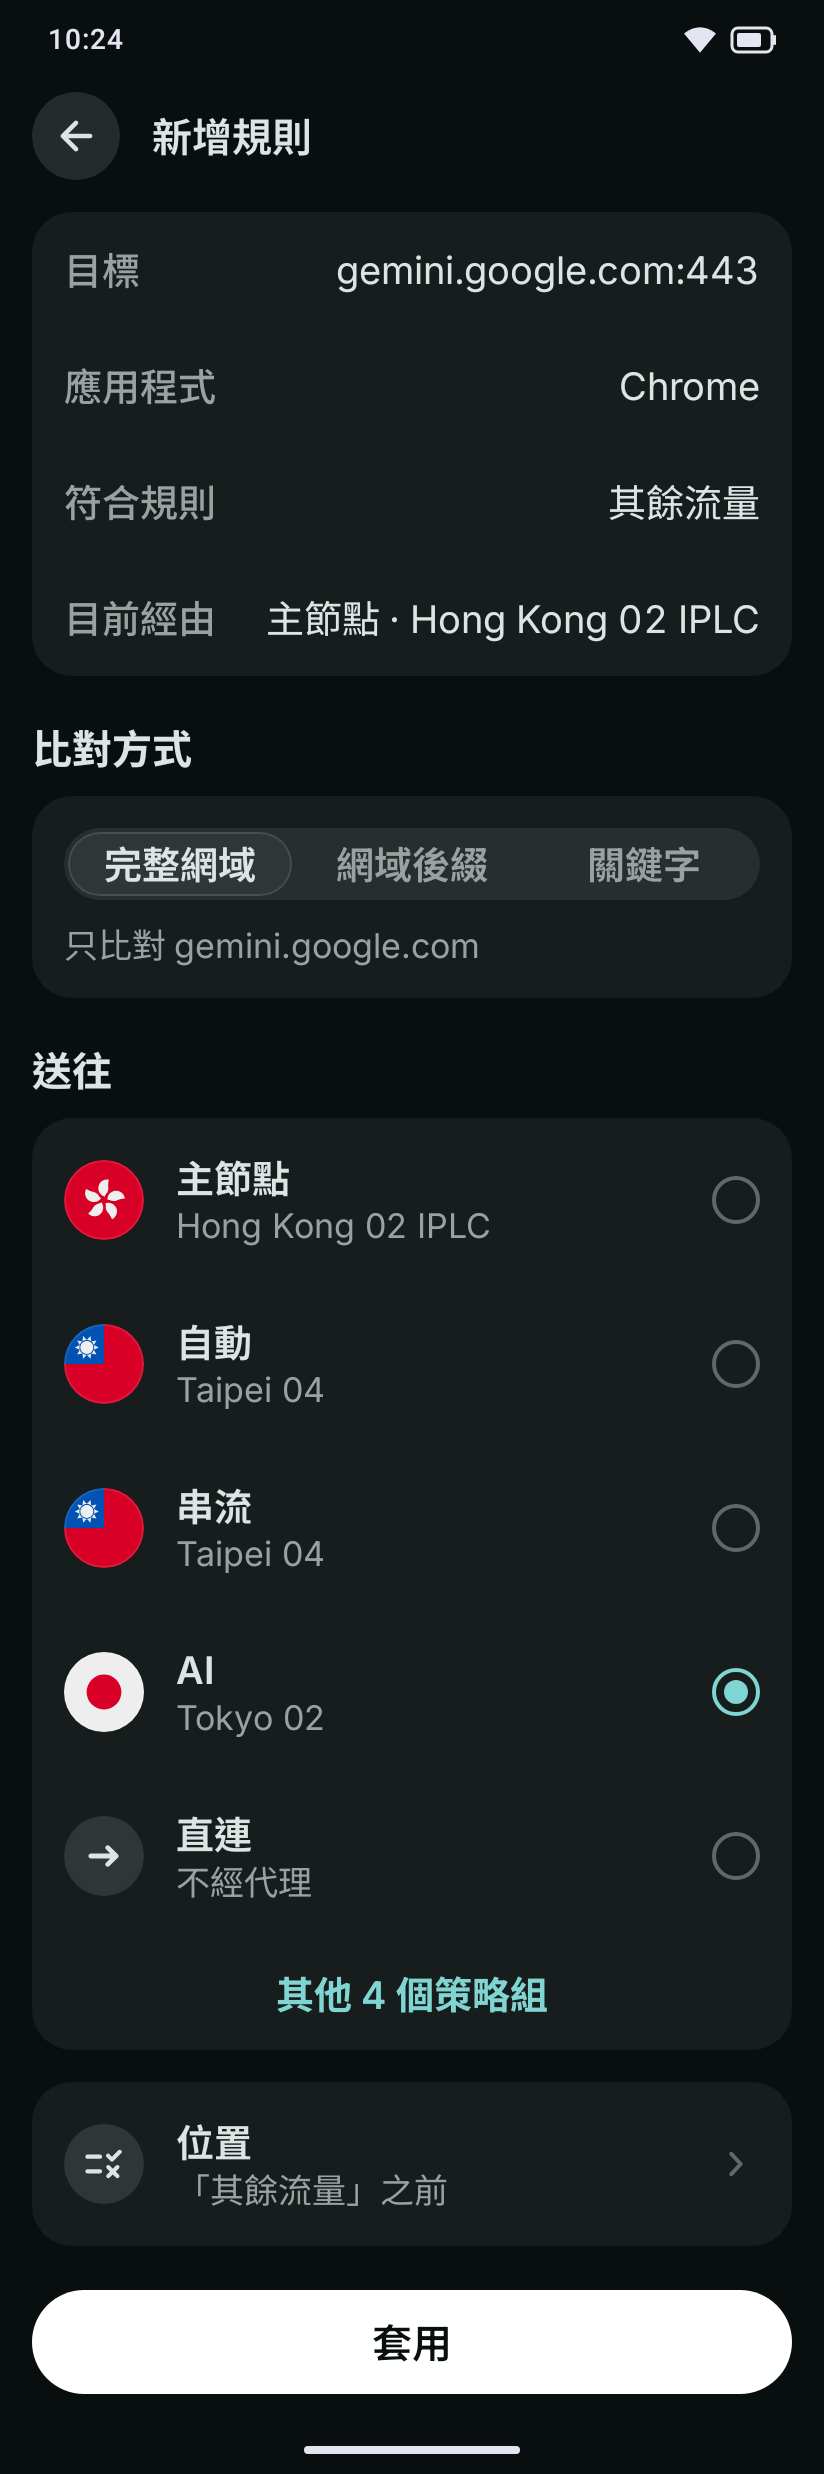 10:24
新增規則
目標 gemini.google.com:443
應用程式 Chrome
符合規則 其餘流量
目前經由 主節點 · Hong Kong 02 IPLC
比對方式
完整網域 網域後綴 關鍵字
只比對 gemini.google.com
送往
主節點
Hong Kong 02 IPLC
自動
Taipei 04
串流
Taipei 04
AI
Tokyo 02
直連
不經代理
其他 4 個策略組
位置
「其餘流量」之前
套用